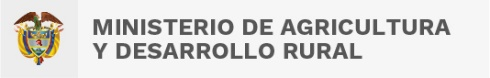 MINISTERIO DE AGRICULTURA
Y DESARROLLO RURAL